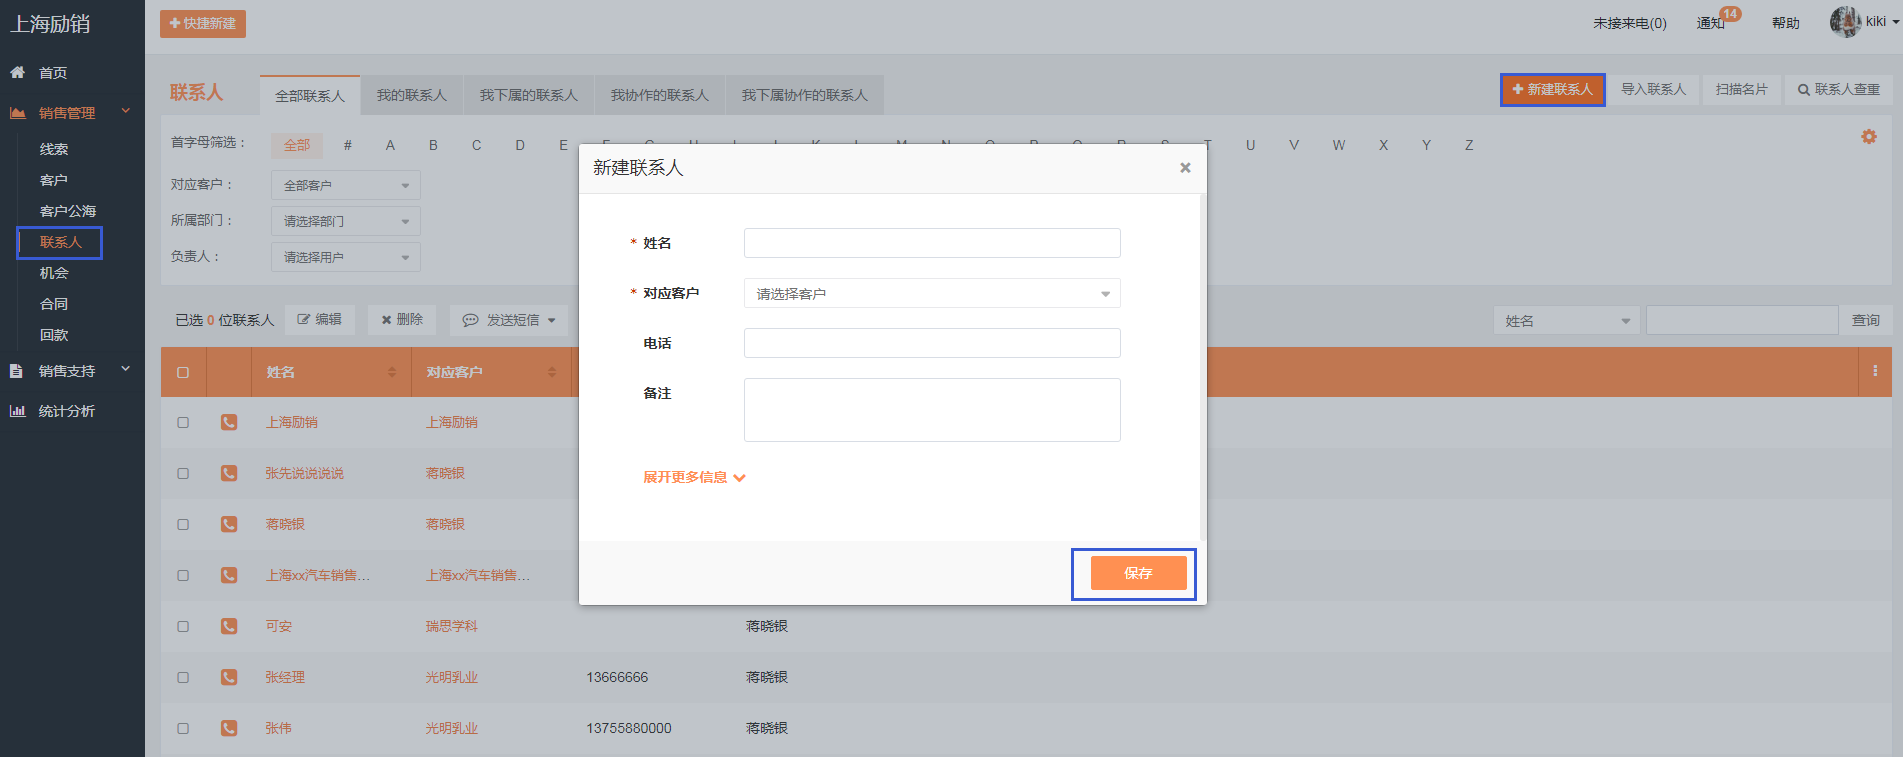 上海励销
快捷新建
未接来电(0)
通知
14
帮助
kiki
首页
销售管理
线索
客户
客户公海
联系人
机会
合同
回款
销售支持
统计分析
联系人
全部联系人
我的联系人
我下属的联系人
我协作的联系人
我下属协作的联系人
新建联系人
导入联系人
扫描名片
联系人查重
首字母筛选： 全部 # A B C D E T U V W X Y Z
对应客户： 全部客户
所属部门： 请选择部门
负责人： 请选择用户
已选 0 位联系人
编辑
删除
发送短信
姓名
查询
姓名 对应客户
上海励销 上海励销
张先说说说说 蒋晓银
蒋晓银 蒋晓银
上海xx汽车销售... 上海xx汽车销售...
可安 瑞思学科 蒋晓银
张经理 光明乳业 13666666 蒋晓银
张伟 光明乳业 13755880000 蒋晓银
新建联系人
×
* 姓名
* 对应客户 请选择客户
电话
备注
展开更多信息
保存